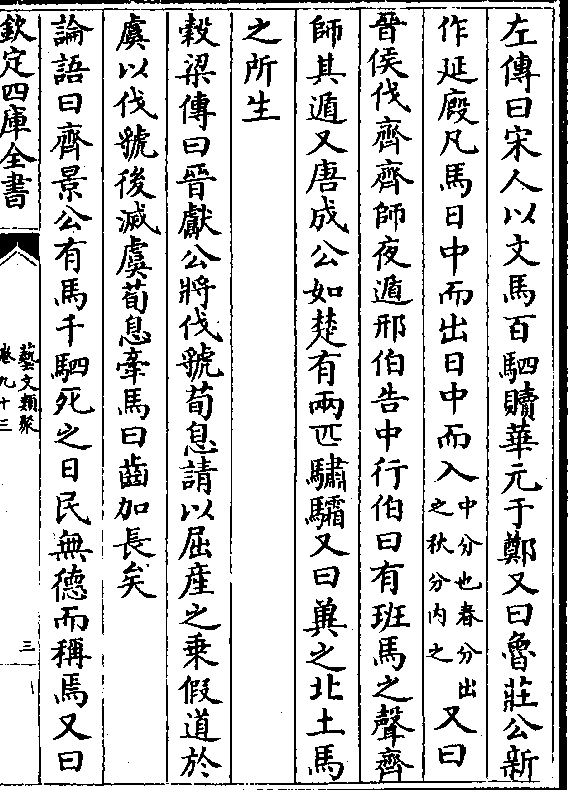 左傳曰宋人以文馬百駟贖華元于鄭又曰魯莊公新
作延廄凡馬日中而出日中而入中分也春分出之秋分内之又曰
晉侯伐齊齊師夜遁邢伯告中行伯曰有班馬之聲齊
師其遁又唐成公如楚有兩匹驌驦又曰冀之北土馬
之所生
穀梁傳曰晉獻公將伐虢荀息請以屈產之乗假道於
虞以伐虢後滅虞荀息牽馬曰齒加長矣
論語曰齊景公有馬千駟死之日民無德而稱焉又曰
欽定四庫全書
藝文類聚
卷九十三
三